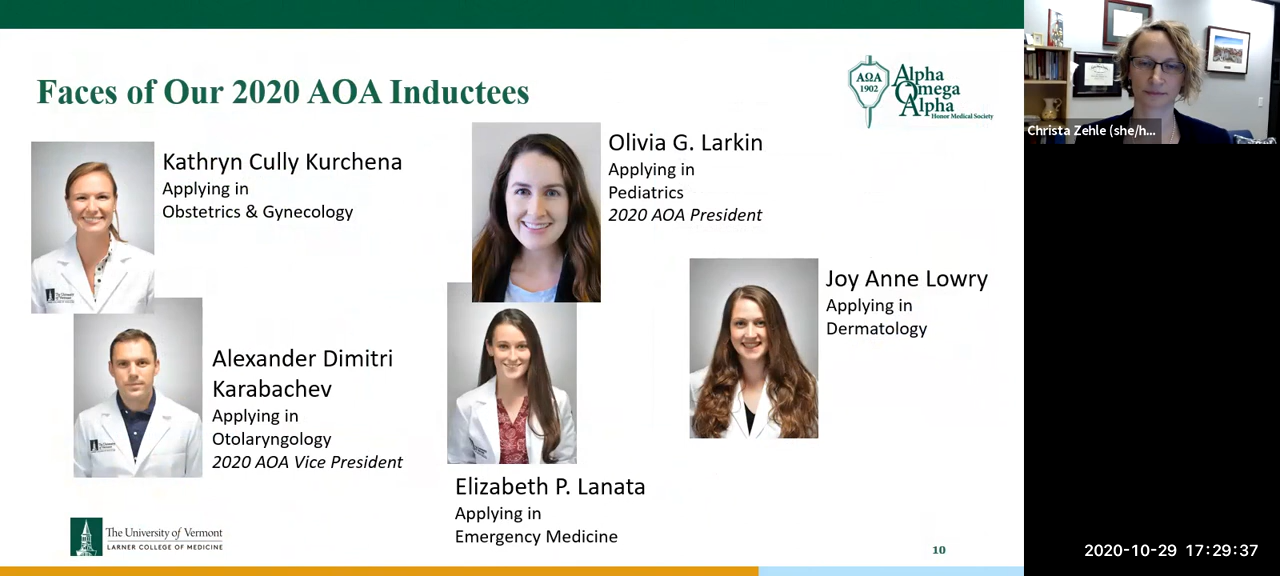 Faces of Our 2020 AOA Inductees
ΑΩΑ
1902
Alpha
Omega
Alpha
Honor Medical Society
Kathryn Cully Kurchena
Applying in
Obstetrics & Gynecology
Olivia G. Larkin
Applying in
Pediatrics
2020 AOA President
Joy Anne Lowry
Applying in
Dermatology
Alexander Dimitri
Karabachev
Applying in
Otolaryngology
2020 AOA Vice President
Elizabeth P. Lanata
Applying in
Emergency Medicine
The University of Vermont
LARNER COLLEGE OF MEDICINE
10
Christa Zehle (she/h...
2020-10-29 17:29:37